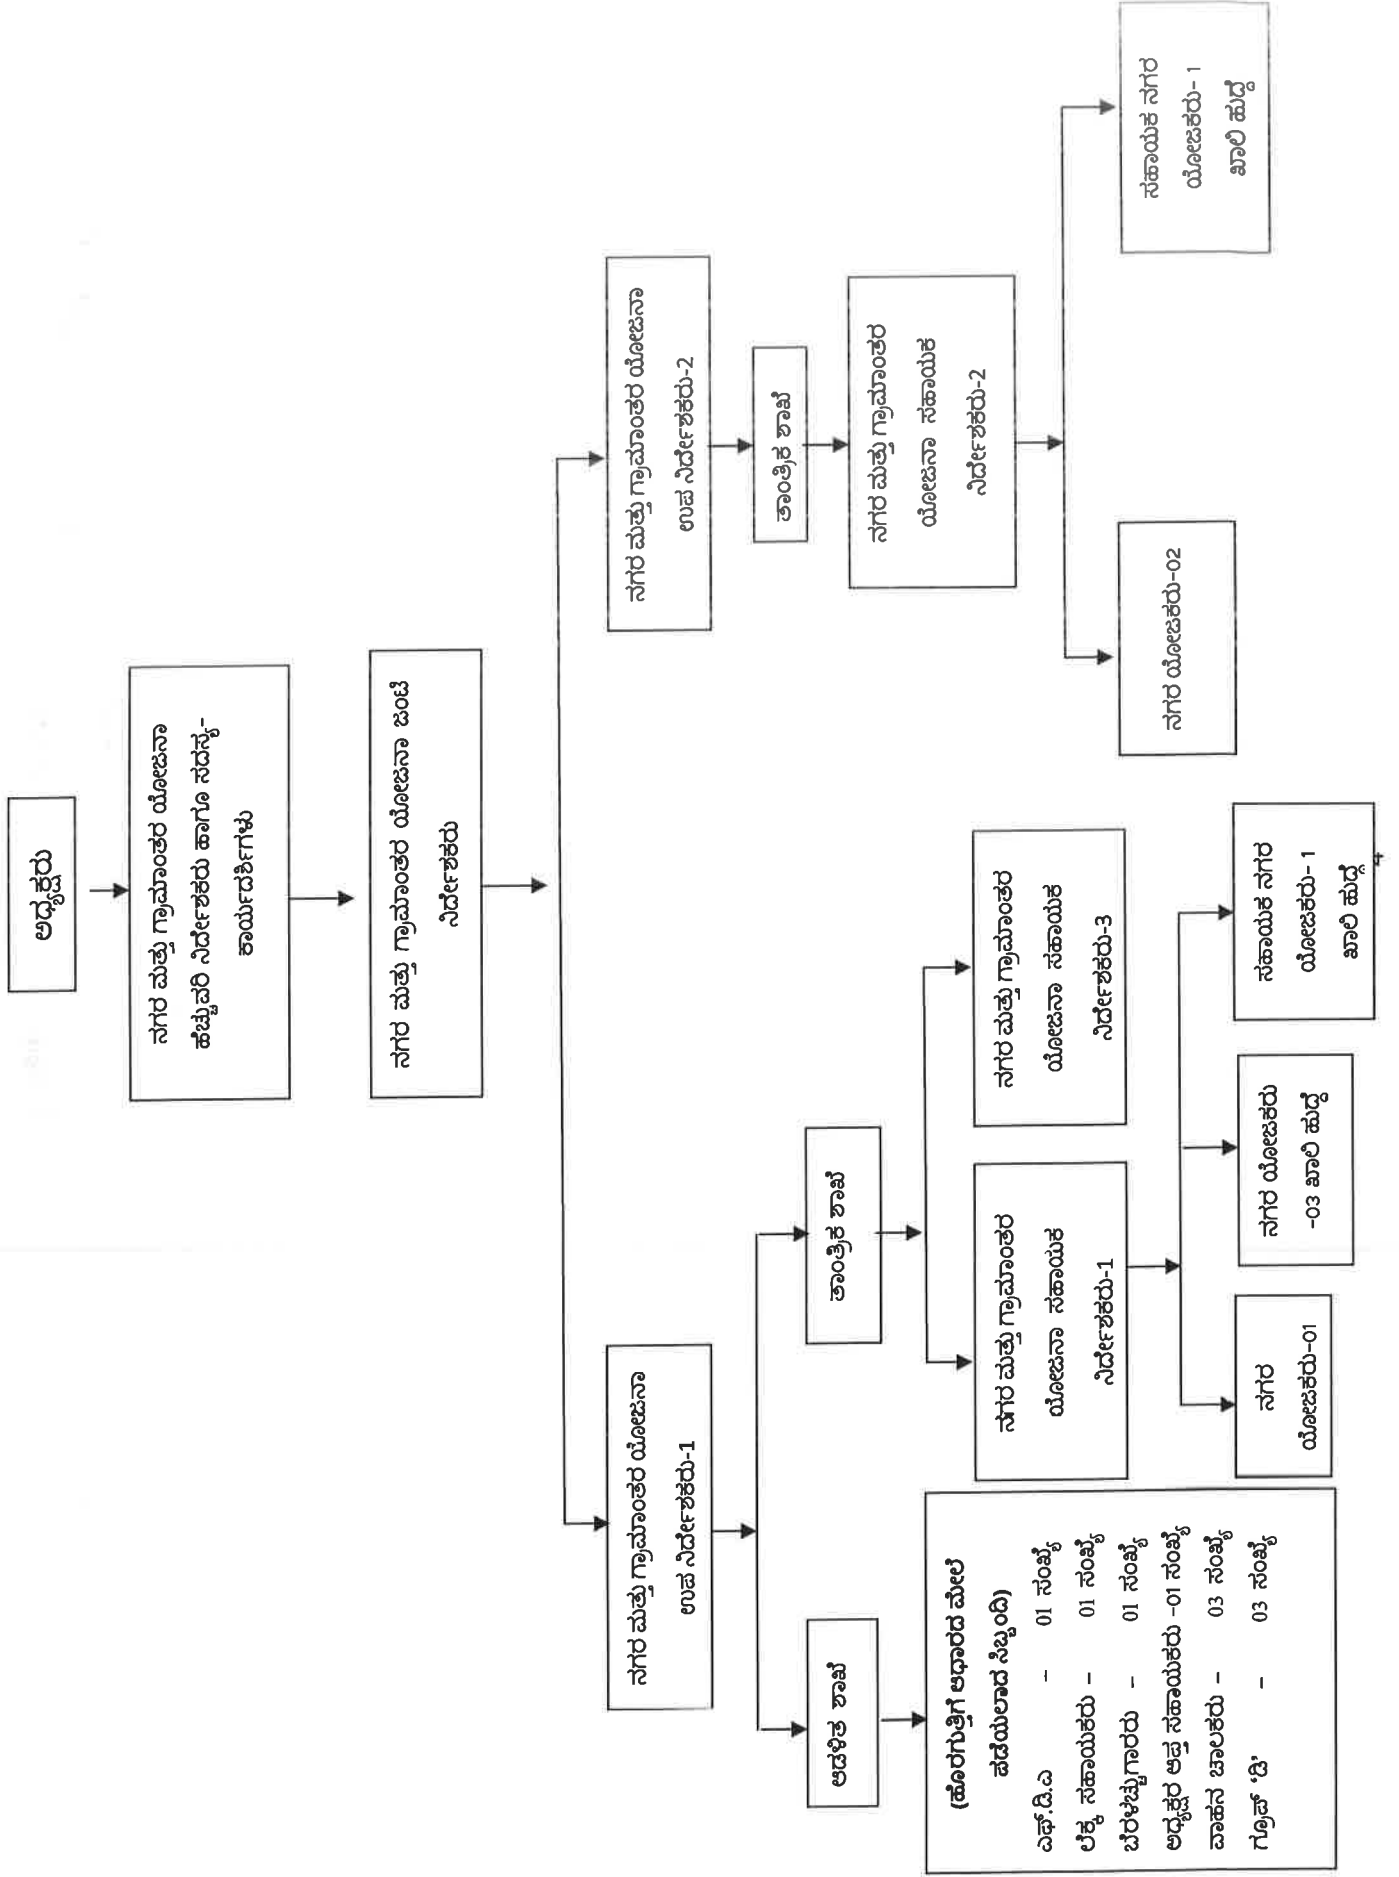 ಅಧ್ಯಕ್ಷರು
ನಗರ ಮತ್ತು ಗ್ರಾಮಾಂತರ ಯೋಜನಾ
ಹೆಚ್ಚುವರಿ ನಿರ್ದೇಶಕರು ಹಾಗೂ ಸದಸ್ಯ-
ಕಾರ್ಯದರ್ಶಿಗಳು
ನಗರ ಮತ್ತು ಗ್ರಾಮಾಂತರ ಯೋಜನಾ ಜಂಟಿ
ನಿರ್ದೇಶಕರು
ನಗರ ಮತ್ತು ಗ್ರಾಮಾಂತರ ಯೋಜನಾ
ಉಪ ನಿರ್ದೇಶಕರು-1
ನಗರ ಮತ್ತು ಗ್ರಾಮಾಂತರ ಯೋಜನಾ
ಉಪ ನಿರ್ದೇಶಕರು-2
ಆಡಳಿತ ಶಾಖೆ
ತಾಂತ್ರಿಕ ಶಾಖೆ
ತಾಂತ್ರಿಕ ಶಾಖೆ
(ಹೊರಗುತ್ತಿಗೆ ಆಧಾರದ ಮೇಲೆ
ಪಡೆಯಲಾದ ಸಿಬ್ಬಂದಿ)
ಎಫ್.ಡಿ.ಎ – 01 ಸಂಖ್ಯೆ
ಲೆಕ್ಕ ಸಹಾಯಕರು – 01 ಸಂಖ್ಯೆ
ಬೆರಳಚ್ಚುಗಾರರು – 01 ಸಂಖ್ಯೆ
ಅಧ್ಯಕ್ಷರ ಆಪ್ತ ಸಹಾಯಕರು -01 ಸಂಖ್ಯೆ
ವಾಹನ ಚಾಲಕರು – 03 ಸಂಖ್ಯೆ
ಗ್ರೂಪ್ ‘ಡಿ’ – 03 ಸಂಖ್ಯೆ
ನಗರ ಮತ್ತು ಗ್ರಾಮಾಂತರ
ಯೋಜನಾ ಸಹಾಯಕ
ನಿರ್ದೇಶಕರು-1
ನಗರ ಮತ್ತು ಗ್ರಾಮಾಂತರ
ಯೋಜನಾ ಸಹಾಯಕ
ನಿರ್ದೇಶಕರು-3
ನಗರ ಮತ್ತು ಗ್ರಾಮಾಂತರ
ಯೋಜನಾ ಸಹಾಯಕ
ನಿರ್ದೇಶಕರು-2
ನಗರ
ಯೋಜಕರು-01
ನಗರ ಯೋಜಕರು
-03 ಖಾಲಿ ಹುದ್ದೆ
ಸಹಾಯಕ ನಗರ
ಯೋಜಕರು- 1
ಖಾಲಿ ಹುದ್ದೆ
ನಗರ ಯೋಜಕರು-02
ಸಹಾಯಕ ನಗರ
ಯೋಜಕರು- 1
ಖಾಲಿ ಹುದ್ದೆ
4